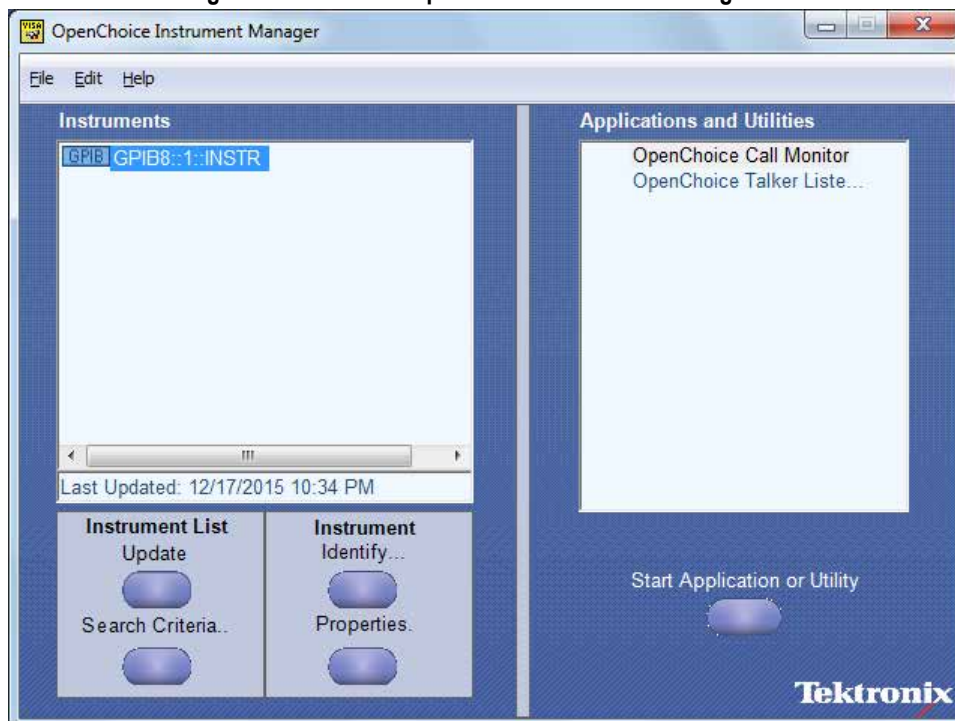 OpenChoice Instrument Manager
File Edit Help
Instruments
GPIB GPIB8::1::INSTR
Last Updated: 12/17/2015 10:34 PM
Instrument List
Update
Search Criteria..
Instrument
Identify...
Properties.
Applications and Utilities
OpenChoice Call Monitor
OpenChoice Talker Liste...
Start Application or Utility
Tektronix